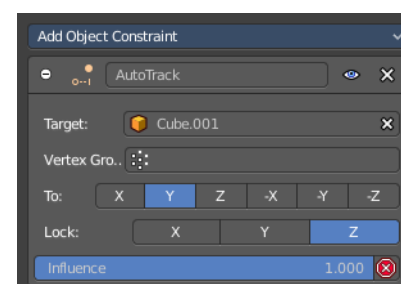 Add Object Constraint
AutoTrack
Target: Cube.001
Vertex Gro..
To: X Y Z -X -Y -Z
Lock: X Y Z
Influence 1.000